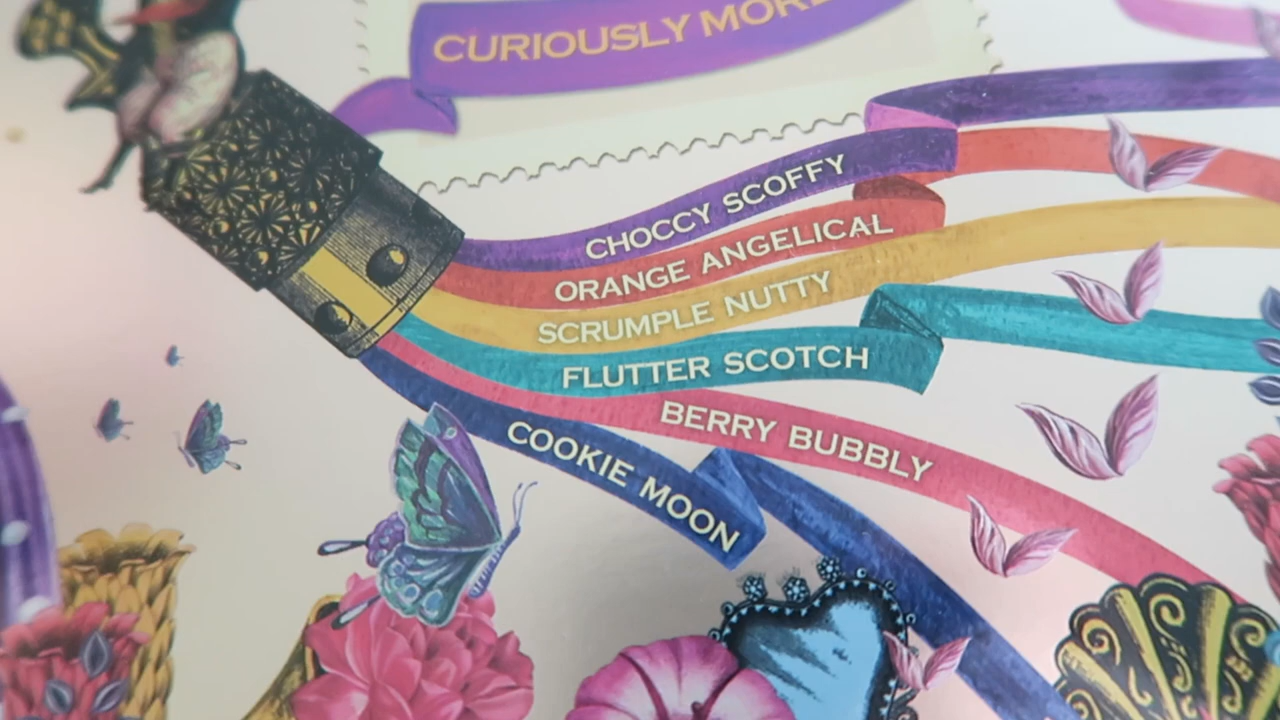 CURIOUSLY MORE
CHOCCY SCOFFY
ORANGE ANGELICAL
SCRUMPLE NUTTY
FLUTTER SCOTCH
BERRY BUBBLY
COOKIE MOON